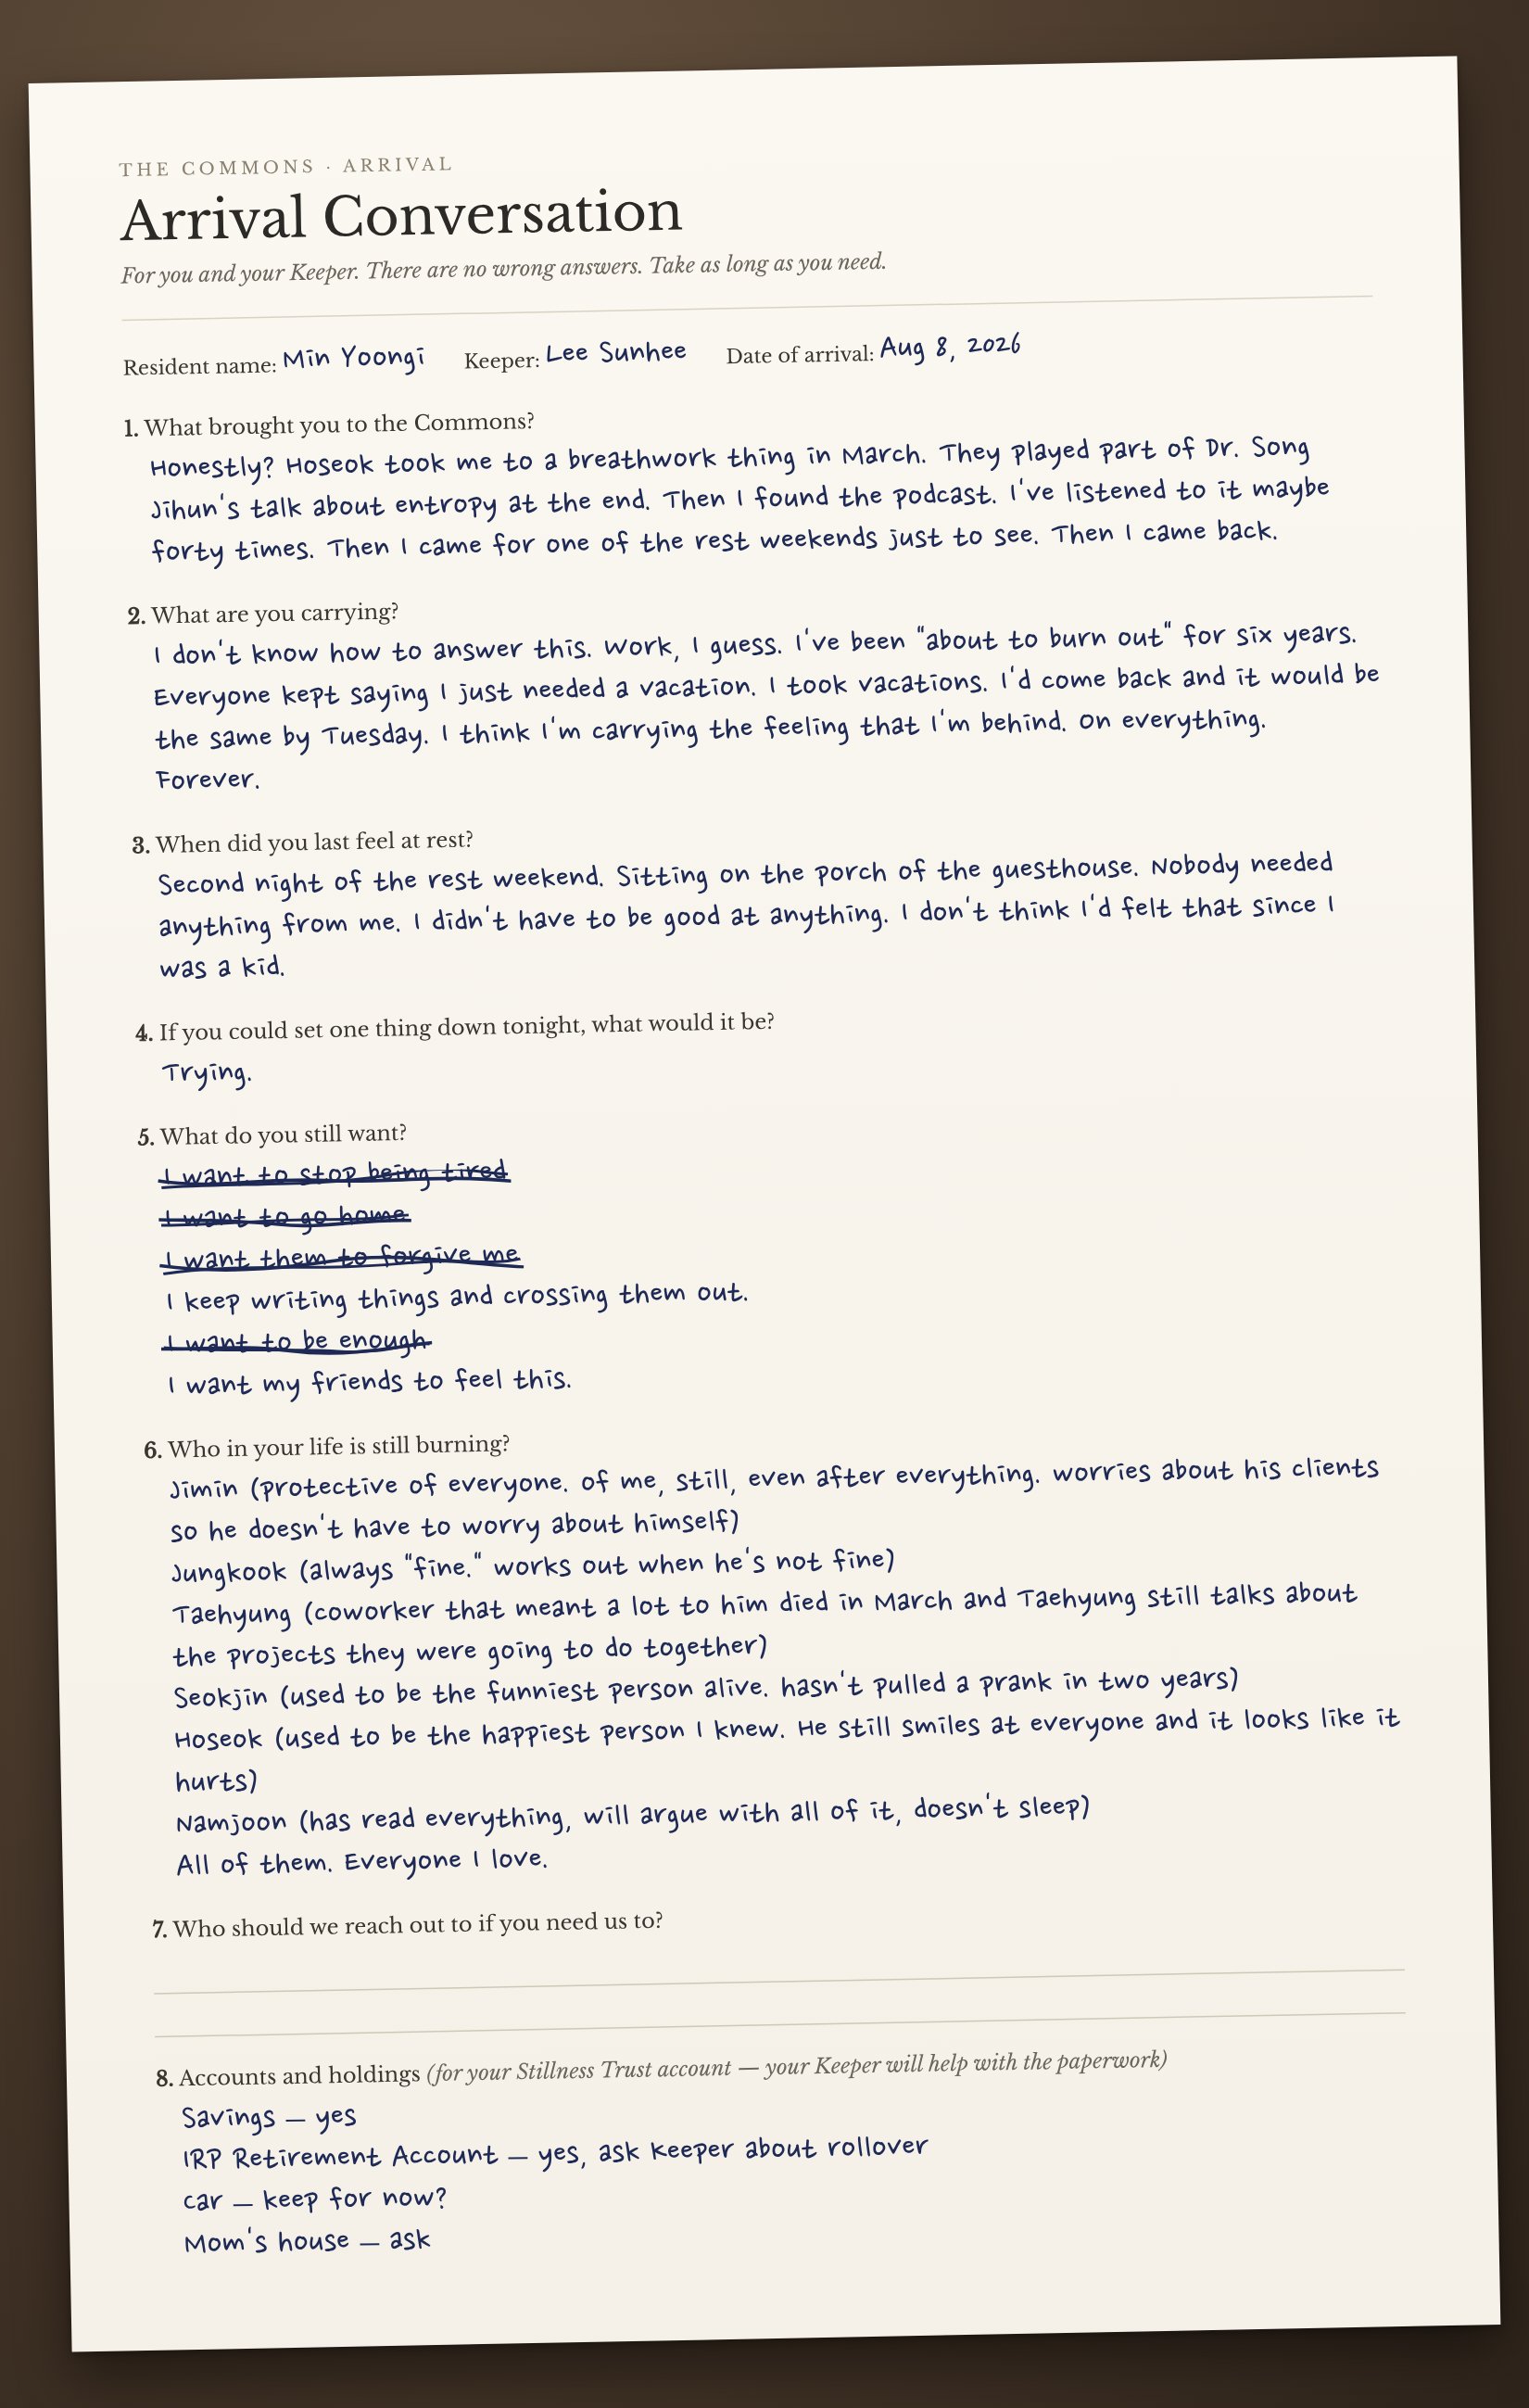 THE COMMONS · ARRIVAL
Arrival Conversation
For you and your Keeper. There are no wrong answers. Take as long as you need.
Resident name: Min Yoongi Keeper: Lee Sunhee Date of arrival: Aug 8, 2026
1. What brought you to the Commons?
Honestly? Hoseok took me to a breathwork thing in March. They played part of Dr. Song
Jihun's talk about entropy at the end. Then I found the podcast. I've listened to it maybe
forty times. Then I came for one of the rest weekends just to see. Then I came back.
2. What are you carrying?
I don't know how to answer this. Work, I guess. I've been "about to burn out" for six years.
Everyone kept saying I just needed a vacation. I took vacations. I'd come back and it would be
the same by Tuesday. I think I'm carrying the feeling that I'm behind. On everything.
Forever.
3. When did you last feel at rest?
Second night of the rest weekend. Sitting on the porch of the guesthouse. Nobody needed
anything from me. I didn't have to be good at anything. I don't think I'd felt that since I
was a kid.
4. If you could set one thing down tonight, what would it be?
Trying.
5. What do you still want?
I want to stop being tired
I want to go home
I want them to forgive me
I keep writing things and crossing them out.
I want to be enough
I want my friends to feel this.
6. Who in your life is still burning?
Jimin (protective of everyone. of me, still, even after everything. worries about his clients
so he doesn't have to worry about himself)
Jungkook (always "fine." works out when he's not fine)
Taehyung (coworker that meant a lot to him died in March and Taehyung still talks about
the projects they were going to do together)
Seokjin (used to be the funniest person alive. hasn't pulled a prank in two years)
Hoseok (used to be the happiest person I knew. He still smiles at everyone and it looks like it
hurts)
Namjoon (has read everything, will argue with all of it, doesn't sleep)
All of them. Everyone I love.
7. Who should we reach out to if you need us to?
8. Accounts and holdings (for your Stillness Trust account — your Keeper will help with the paperwork)
Savings — yes
IRP Retirement Account — yes, ask Keeper about rollover
car — keep for now?
Mom's house — ask